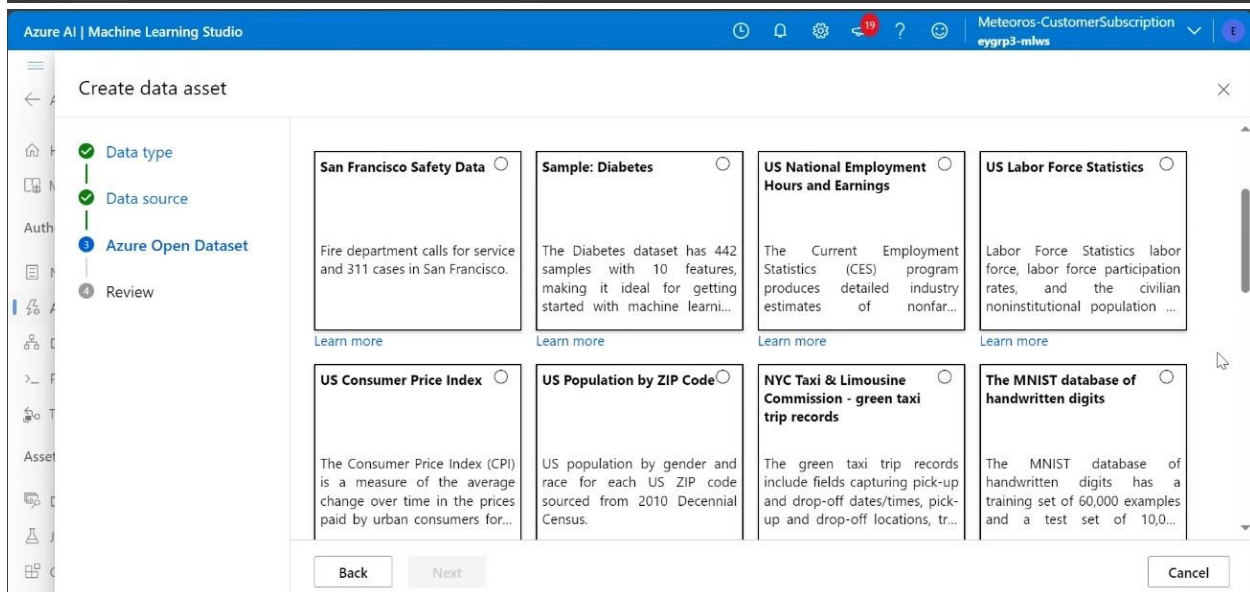 Azure AI | Machine Learning Studio
19
?
Meteoros-CustomerSubscription
eygrp3-mlws
E
Create data asset
Data type
Data source
3 Azure Open Dataset
4 Review
Auth
Asset
San Francisco Safety Data
Fire department calls for service
and 311 cases in San Francisco.
Learn more
Sample: Diabetes
The Diabetes dataset has 442
samples with 10 features,
making it ideal for getting
started with machine learni...
Learn more
US National Employment
Hours and Earnings
The Current Employment
Statistics (CES) program
produces detailed industry
estimates of nonfar...
Learn more
US Labor Force Statistics
Labor Force Statistics labor
force, labor force participation
rates, and the civilian
noninstitutional population ...
Learn more
US Consumer Price Index
The Consumer Price Index (CPI)
is a measure of the average
change over time in the prices
paid by urban consumers for...
US Population by ZIP Code
US population by gender and
race for each US ZIP code
sourced from 2010 Decennial
Census.
NYC Taxi & Limousine
Commission - green taxi
trip records
The green taxi trip records
include fields capturing pick-up
and drop-off dates/times, pick-
up and drop-off locations, tr...
The MNIST database of
handwritten digits
The MNIST database of
handwritten digits has a
training set of 60,000 examples
and a test set of 10,0...
Back
Next
Cancel